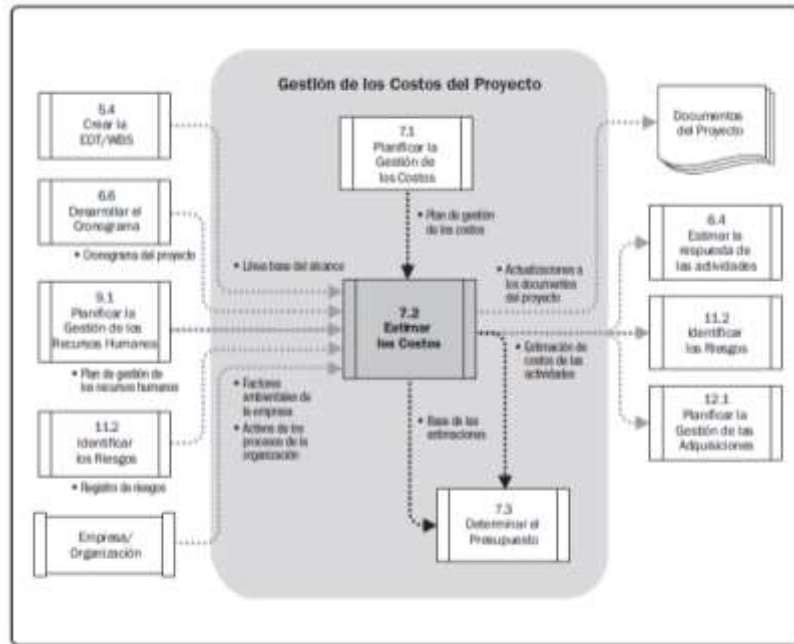 Gestión de los Costos del Proyecto
5.4
Crear la
EDT/WBS
6.6
Desarrollar el
Cronograma
• Cronograma del proyecto
9.1
Planificar la
Gestión de los
Recursos Humanos
• Plan de gestión
de los recursos humanos
11.2
Identificar
los Riesgos
• Registro de riesgos
Empresa/
Organización
7.1
Planificar la
Gestión de
los Costos
• Plan de gestión
de los costos
• Línea base del alcance
7.2
Estimar
los Costos
• Factores
ambientales de
la empresa
• Activos de los
procesos de la
organización
• Actualizaciones a
los documentos
del proyecto
• Estimación de
costos de las
actividades
• Base de las
estimaciones
7.3
Determinar el
Presupuesto
Documentos
del Proyecto
6.4
Estimar la
respuesta de
las actividades
11.2
Identificar
los Riesgos
12.1
Planificar la
Gestión de las
Adquisiciones